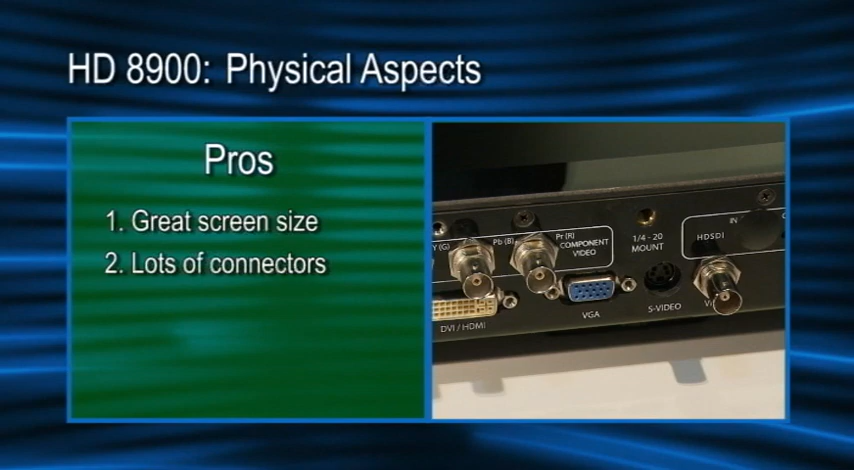 HD 8900: Physical Aspects
Pros
1. Great screen size
2. Lots of connectors
Y (G)
Pb (B)
Pr (R)
COMPONENT
VIDEO
1/4 - 20
MOUNT
IN
HDSDI
DVI / HDMI
VGA
S-VIDEO